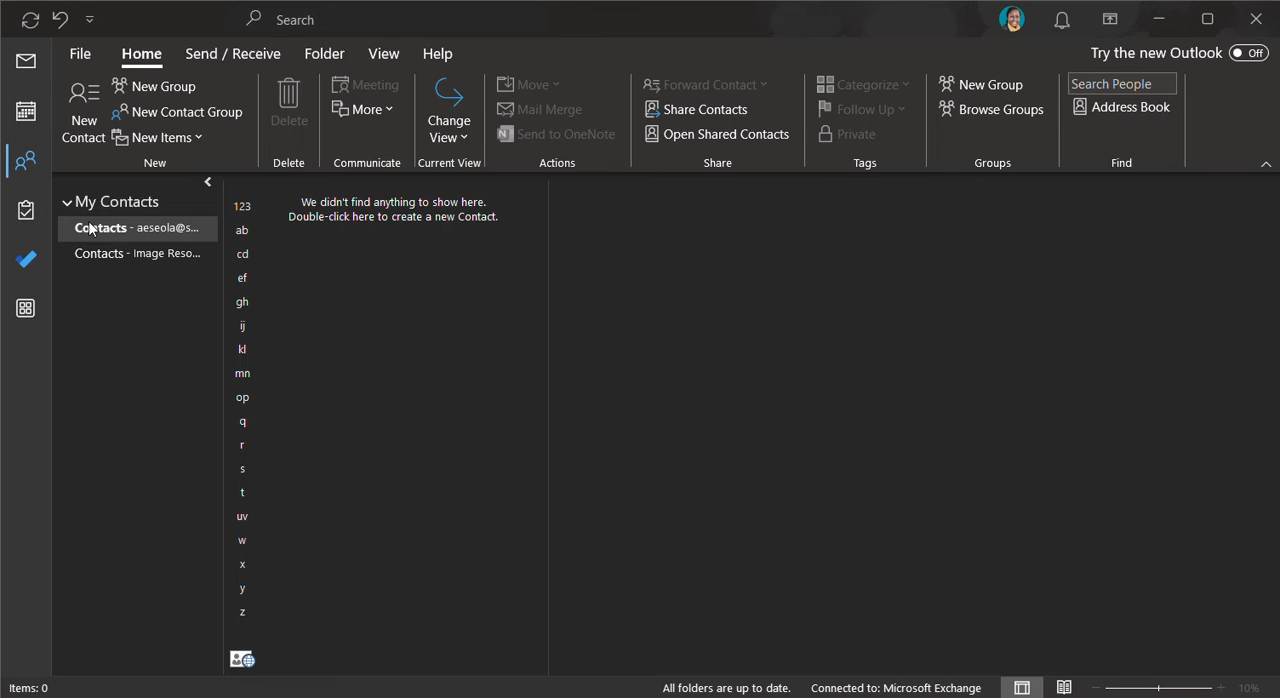 Search
File Home Send / Receive Folder View Help
Try the new Outlook Off
New Contact
New Group
New Contact Group
New Items
New
Delete
Delete
Meeting
More
Communicate
Change View
Current View
Move
Mail Merge
Send to OneNote
Actions
Forward Contact
Share Contacts
Open Shared Contacts
Share
Categorize
Follow Up
Private
Tags
New Group
Browse Groups
Groups
Search People
Address Book
Find
My Contacts
Contacts - aeseola@s...
Contacts - Image Reso...
123
ab
cd
ef
gh
ij
kl
mn
op
q
r
s
t
uv
w
x
y
z
We didn't find anything to show here.
Double-click here to create a new Contact.
Items: 0
All folders are up to date.
Connected to: Microsoft Exchange
10%